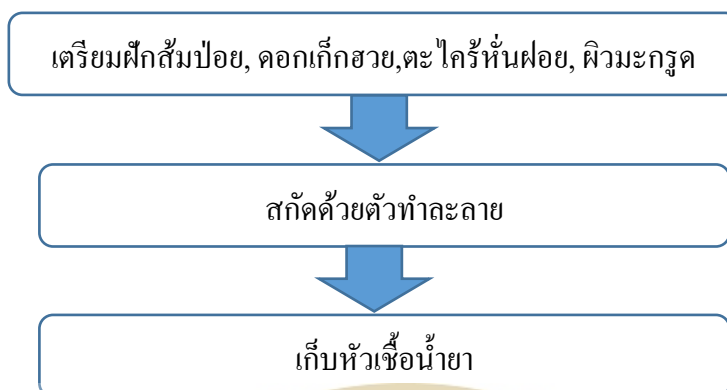 เตรียมฝักส้มป่อย, ดอกเก็กฮวย,ตะไคร้หั่นฝอย, ผิวมะกรูด
สกัดด้วยตัวทำละลาย
เก็บหัวเชื้อน้ำยา